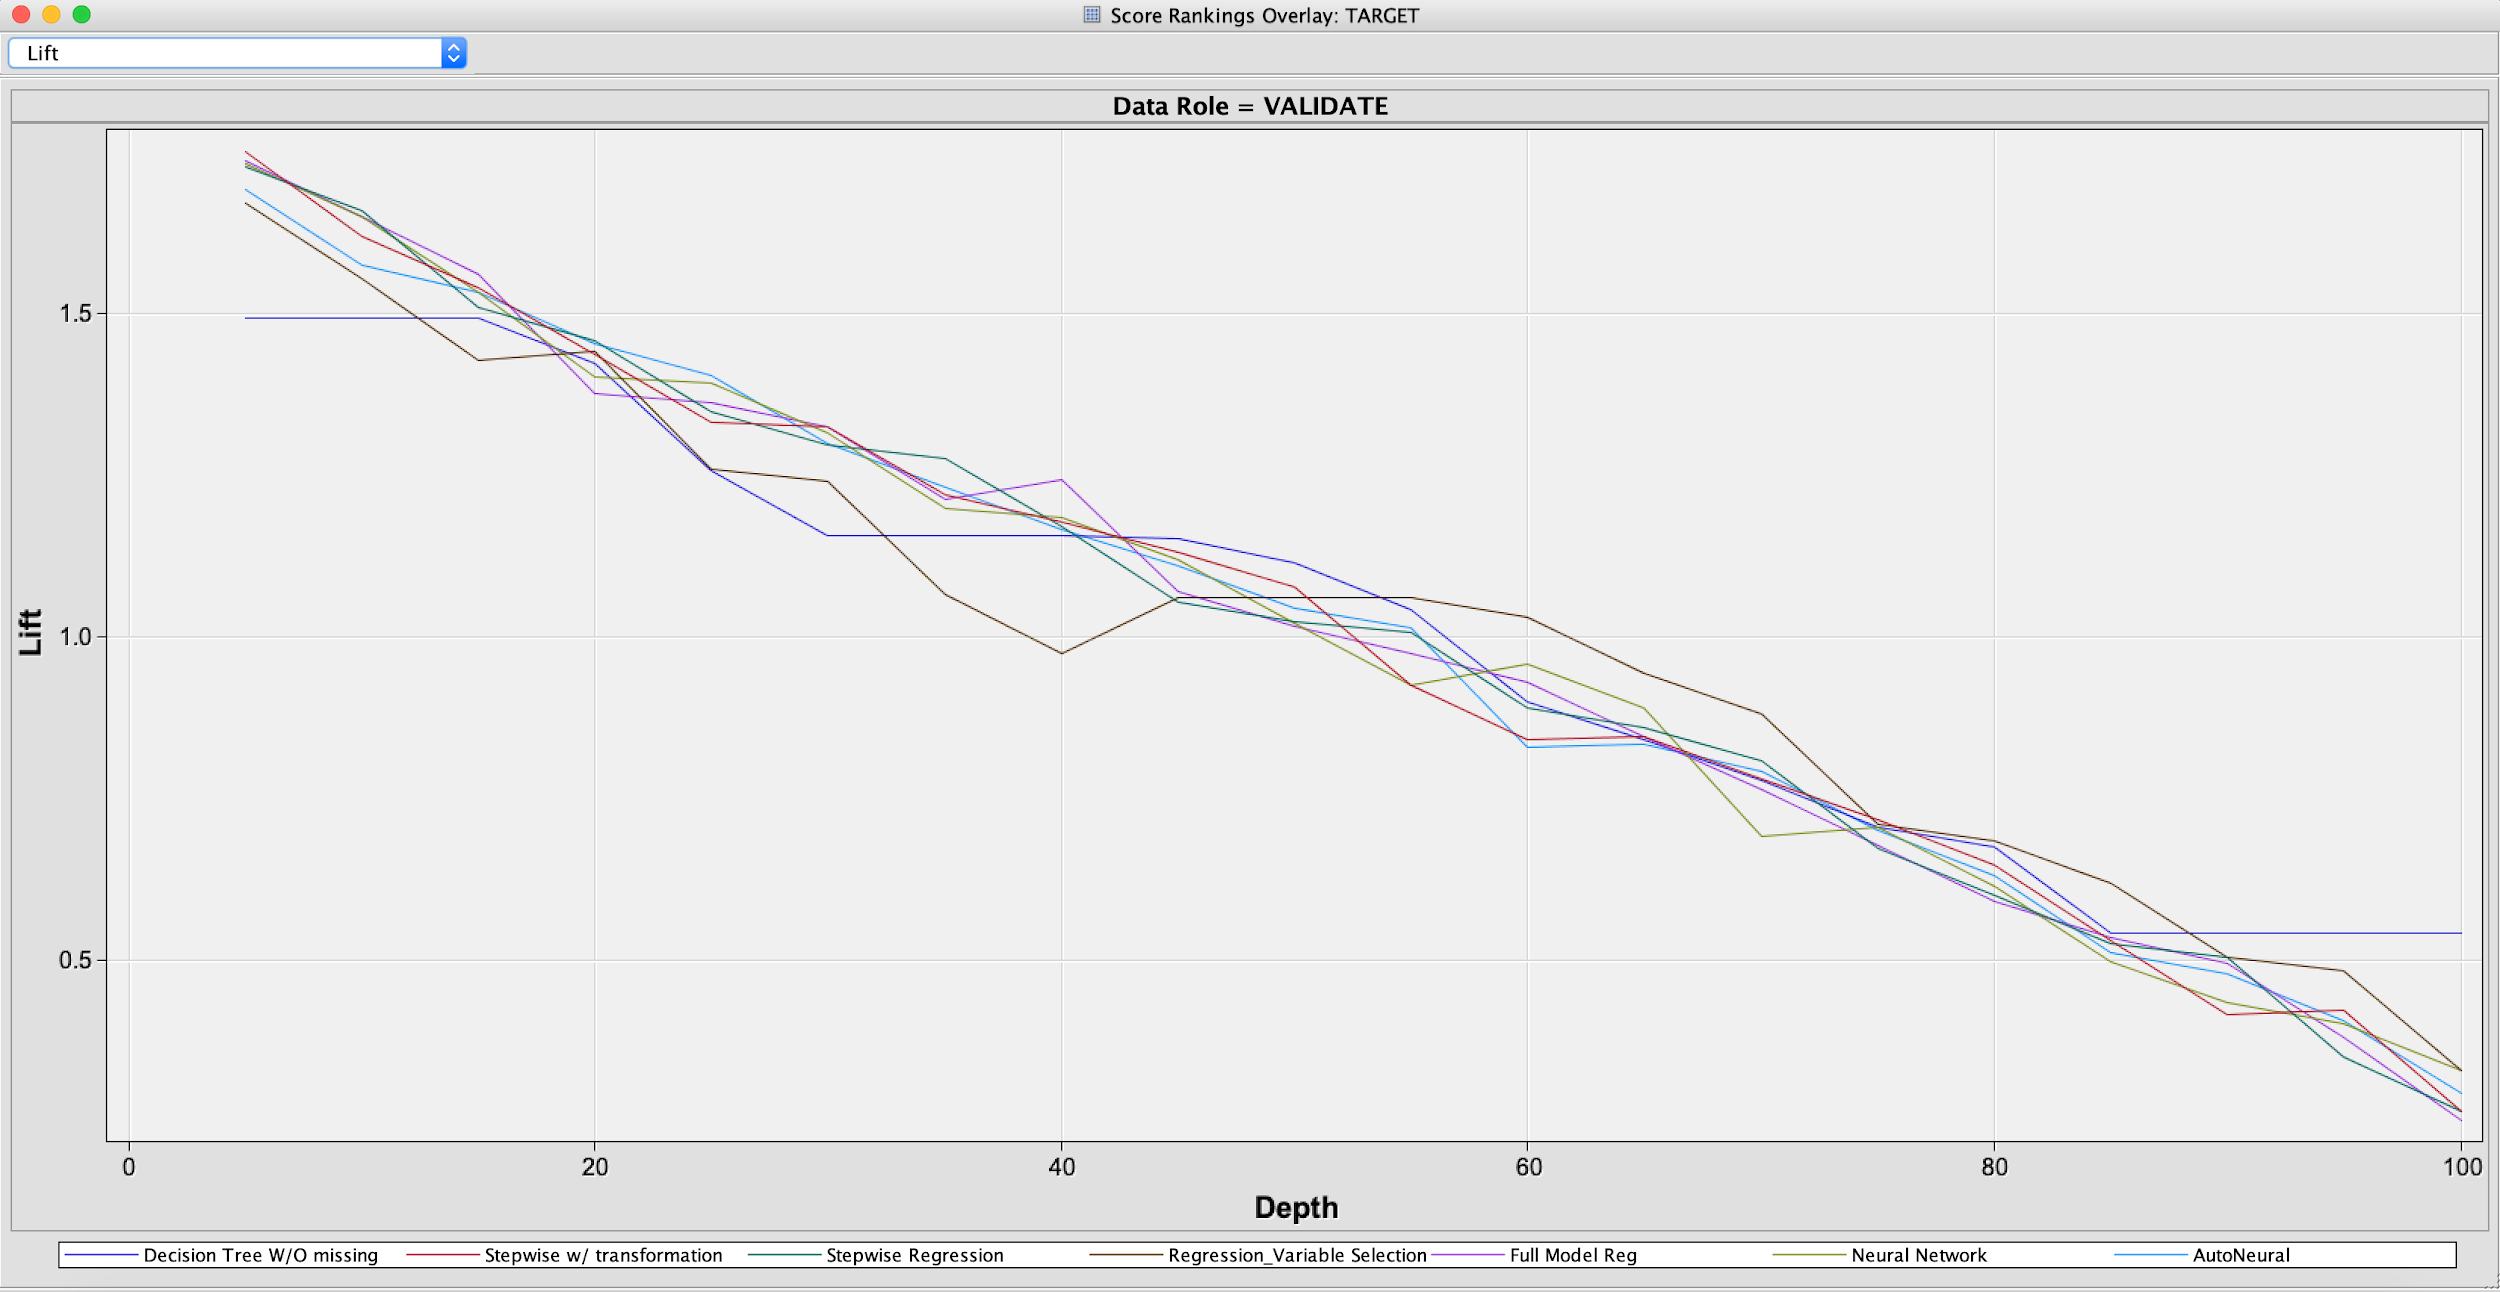 Score Rankings Overlay: TARGET
Lift
Data Role = VALIDATE
1.5
1.0
0.5
Lift
0 20 40 60 80 100
Depth
Decision Tree W/O missing Stepwise w/ transformation Stepwise Regression Regression_Variable Selection Full Model Reg Neural Network AutoNeural